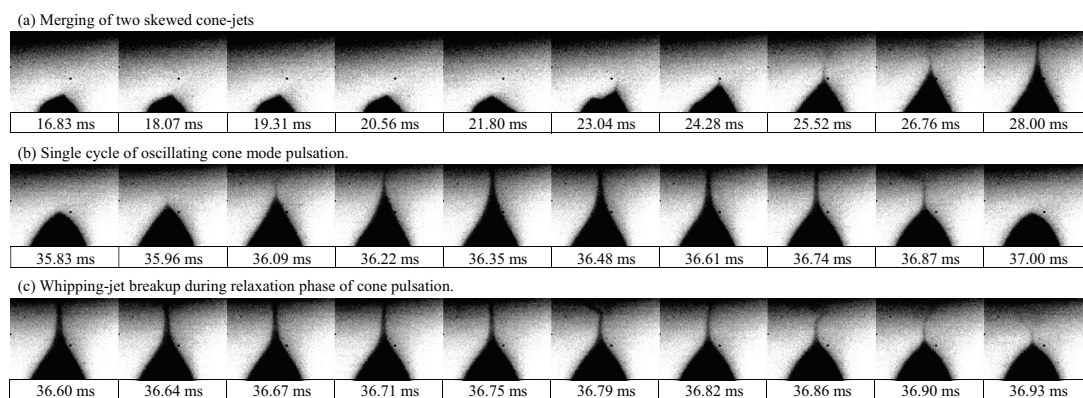 (a) Merging of two skewed cone-jets
16.83 ms 18.07 ms 19.31 ms 20.56 ms 21.80 ms 23.04 ms 24.28 ms 25.52 ms 26.76 ms 28.00 ms
(b) Single cycle of oscillating cone mode pulsation.
35.83 ms 35.96 ms 36.09 ms 36.22 ms 36.35 ms 36.48 ms 36.61 ms 36.74 ms 36.87 ms 37.00 ms
(c) Whipping-jet breakup during relaxation phase of cone pulsation.
36.60 ms 36.64 ms 36.67 ms 36.71 ms 36.75 ms 36.79 ms 36.82 ms 36.86 ms 36.90 ms 36.93 ms